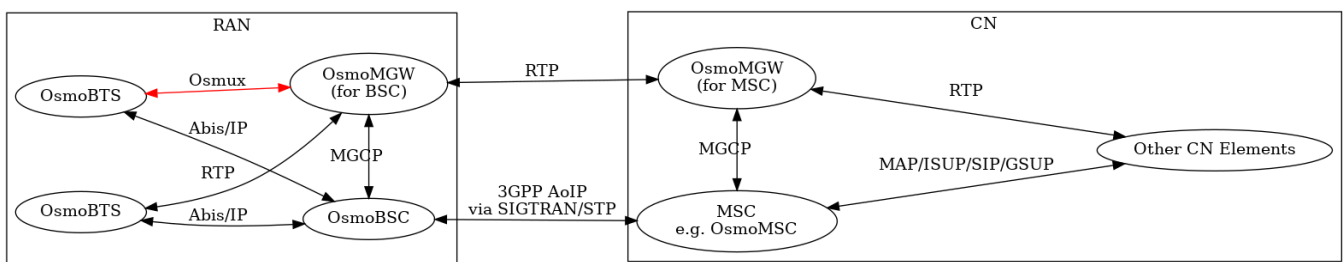 RAN
CN
OsmoBTS
Osmux
OsmoMGW
(for BSC)
RTP
OsmoMGW
(for MSC)
RTP
Abis/IP
MGCP
MGCP
Other CN Elements
RTP
MAP/ISUP/SIP/GSUP
OsmoBTS
Abis/IP
OsmoBSC
3GPP AoIP
via SIGTRAN/STP
MSC
e.g. OsmoMSC